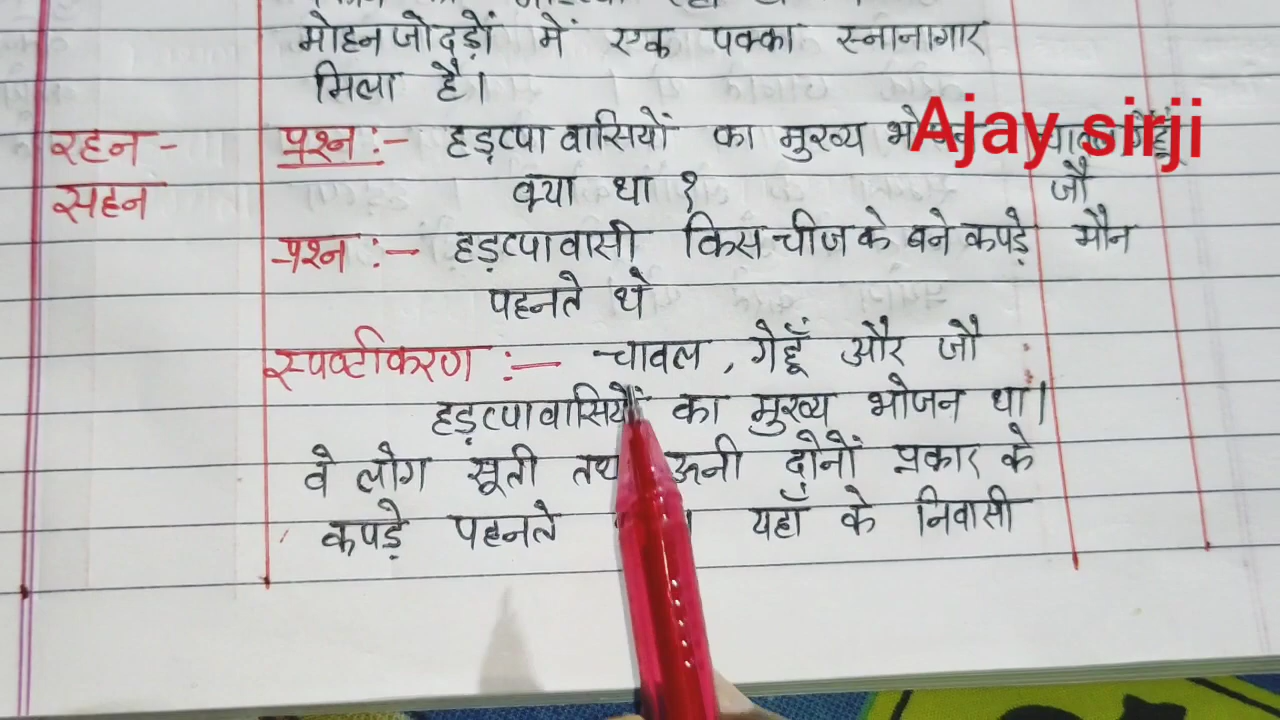 मोहनजोदड़ों में एक पक्का स्नानागार
मिला है।
Ajay sirji
रहन -
सहन
प्रश्न :- हड़प्पा वासियों का मुख्य
क्या था ?
जौ
प्रश्न :- हड़प्पावासी किस चीज के बने कपड़े
मौन
पहनते थे
स्पष्टीकरण :- चावल, गेहूँ और जौ
हड़प्पावासियों का मुख्य भोजन था।
वे लोग सूती ऊनी दोनों प्रकार के
कपड़े पहनते । यहाँ के निवासी